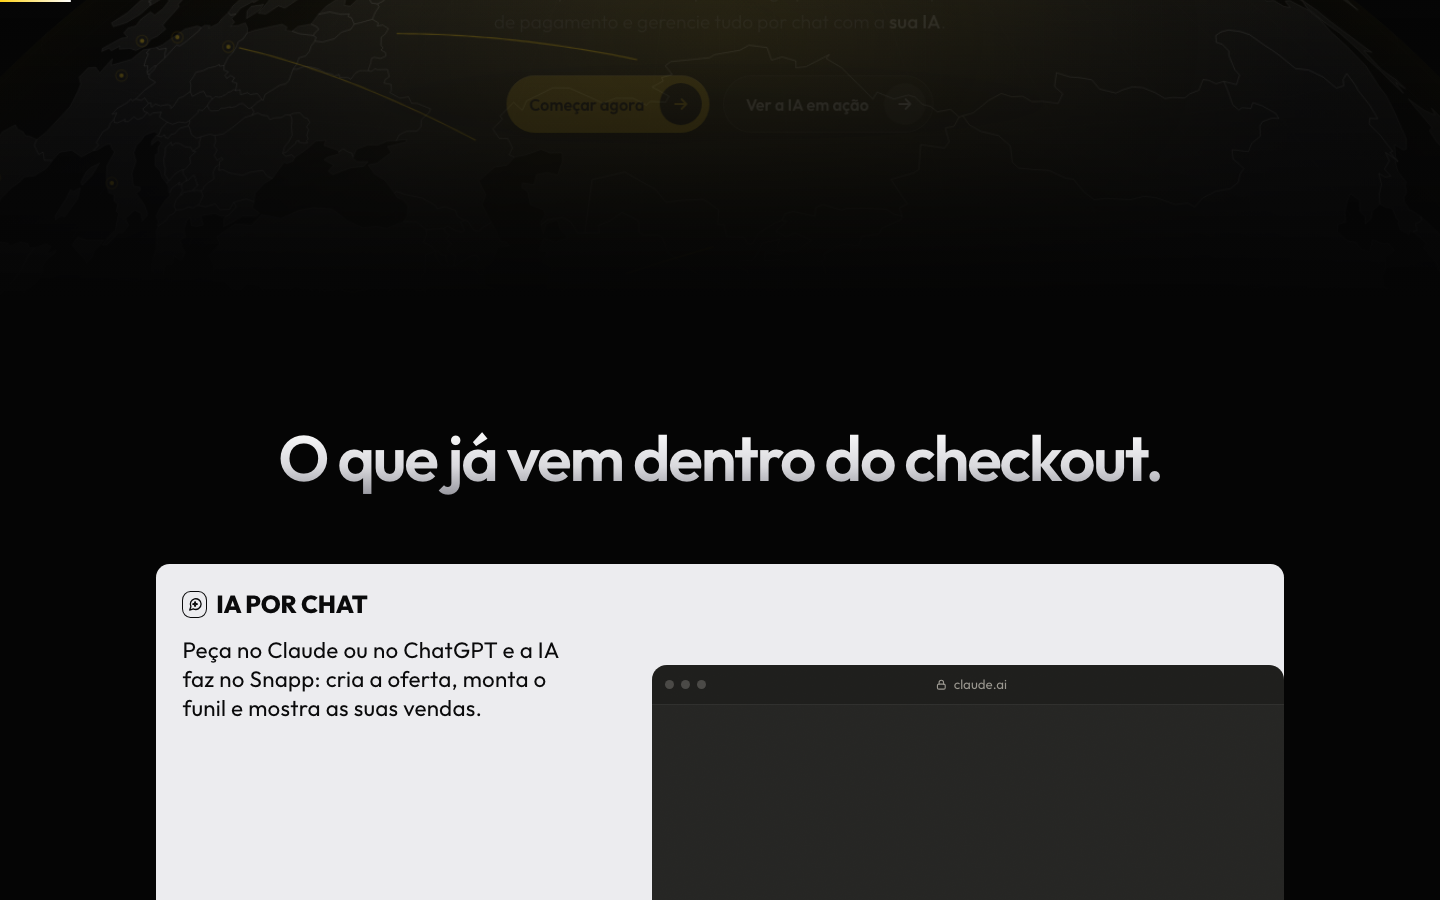 de pagamento e gerencie tudo por chat com a sua IA.
Começar agora
Ver a IA em ação
O que já vem dentro do checkout.
IA POR CHAT
Peça no Claude ou no ChatGPT e a IA
faz no Snapp: cria a oferta, monta o
funil e mostra as suas vendas.
claude.ai